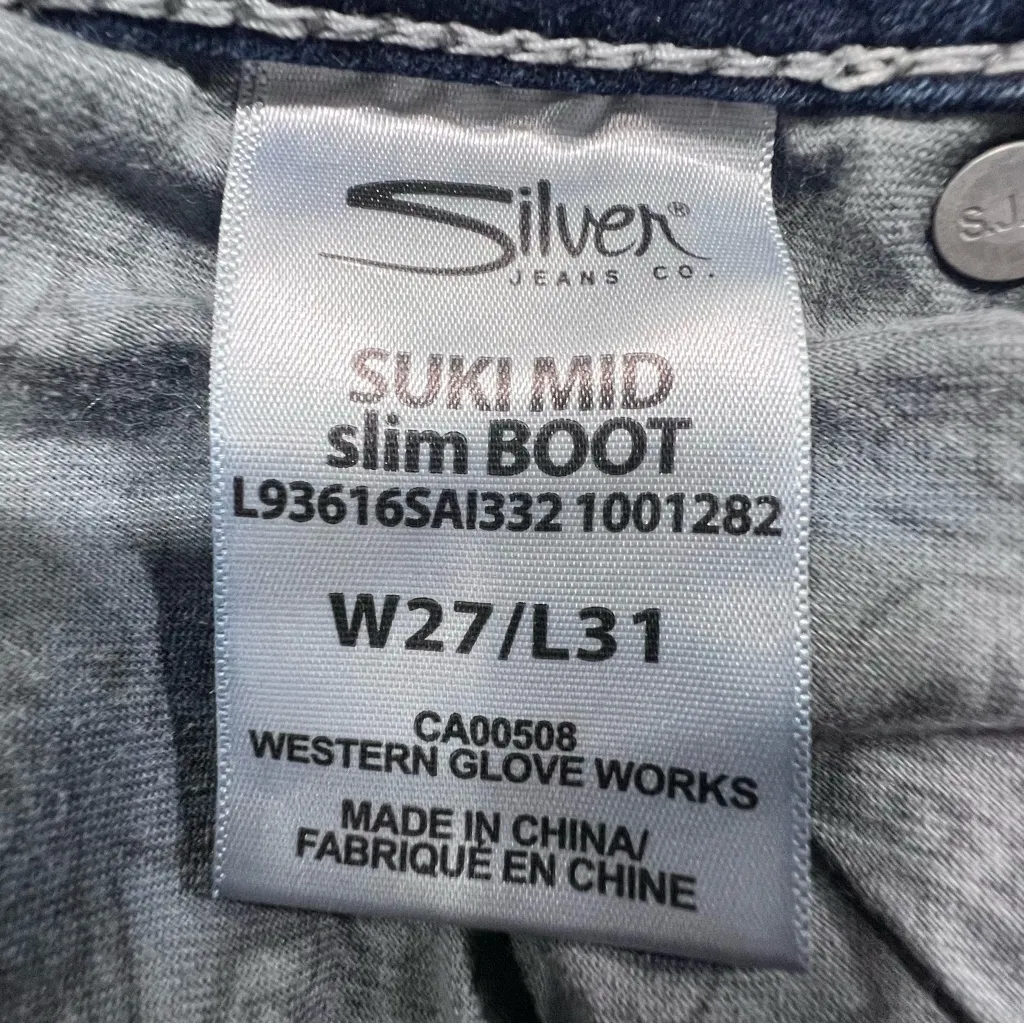 Silver®
JEANS CO.
SUKI MID
slim BOOT
L93616SAI332 1001282
W27/L31
CA00508
WESTERN GLOVE WORKS
MADE IN CHINA/
FABRIQUE EN CHINE
S.J.